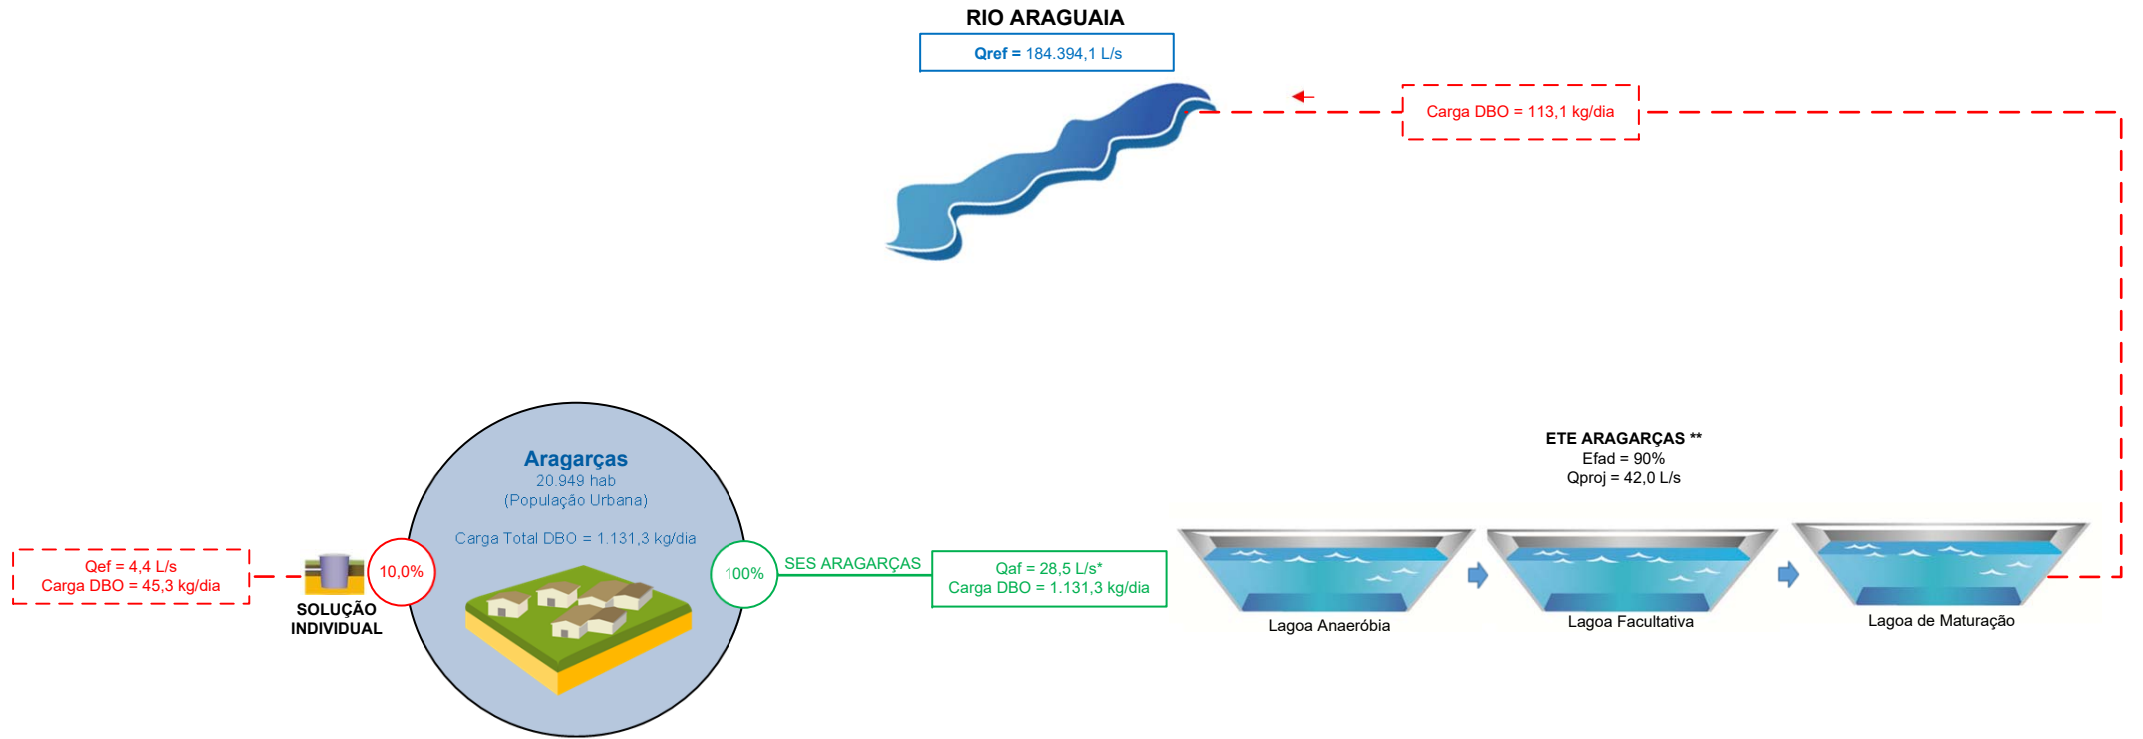 RIO ARAGUAIA
Qref = 184.394,1 L/s
Carga DBO = 113,1 kg/dia
ETE ARAGARÇAS **
Efad = 90%
Qproj = 42,0 L/s
Aragarças
20.949 hab
(População Urbana)
Carga Total DBO = 1.131,3 kg/dia
Qef = 4,4 L/s
Carga DBO = 45,3 kg/dia
SOLUÇÃO
INDIVIDUAL
10,0%
100%
SES ARAGARÇAS
Qaf = 28,5 L/s*
Carga DBO = 1.131,3 kg/dia
Lagoa Anaeróbia
Lagoa Facultativa
Lagoa de Maturação